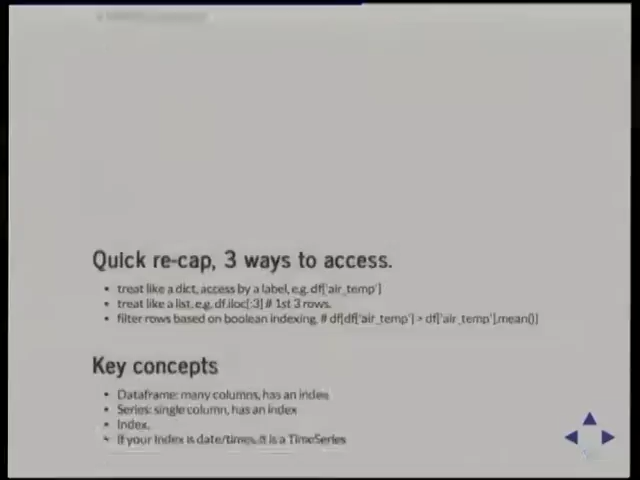 Quick re-cap, 3 ways to access.
• treat like a dict, access by a label, e.g. df['air_temp']
• treat like a list, e.g. df.iloc[:3] # 1st 3 rows.
• filter rows based on boolean indexing, # df[df['air_temp'] > df['air_temp'].mean()]
Key concepts
• Dataframe: many columns, has an index
• Series: single column, has an index
• Index.
• If your Index is date/times, it is a TimeSeries